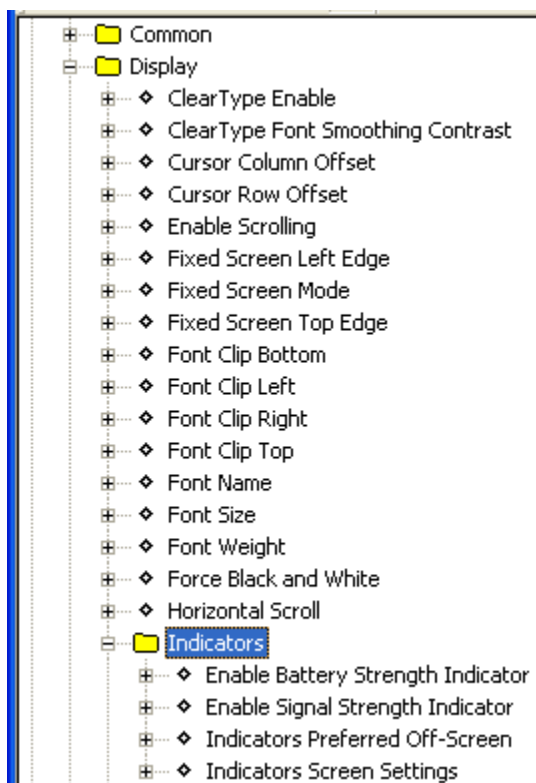 Common
Display
ClearType Enable
ClearType Font Smoothing Contrast
Cursor Column Offset
Cursor Row Offset
Enable Scrolling
Fixed Screen Left Edge
Fixed Screen Mode
Fixed Screen Top Edge
Font Clip Bottom
Font Clip Left
Font Clip Right
Font Clip Top
Font Name
Font Size
Font Weight
Force Black and White
Horizontal Scroll
Indicators
Enable Battery Strength Indicator
Enable Signal Strength Indicator
Indicators Preferred Off-Screen
Indicators Screen Settings